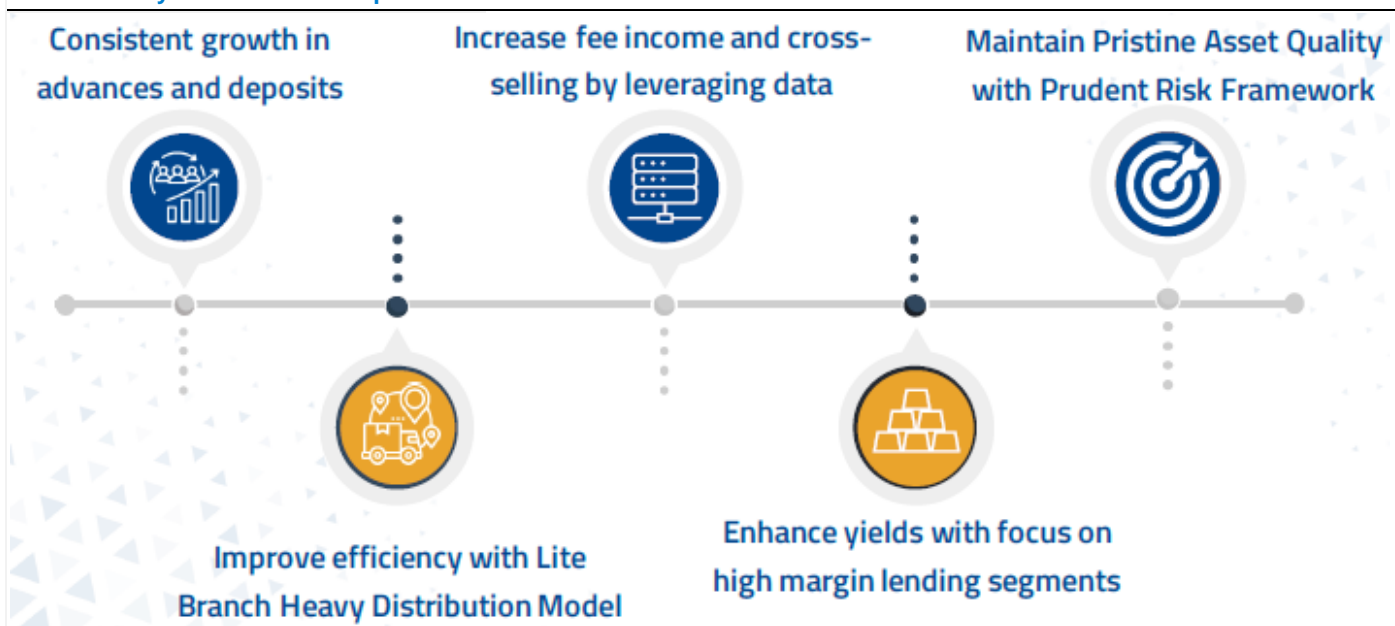 Consistent growth in
advances and deposits
Increase fee income and cross-
selling by leveraging data
Maintain Pristine Asset Quality
with Prudent Risk Framework
Improve efficiency with Lite
Branch Heavy Distribution Model
Enhance yields with focus on
high margin lending segments